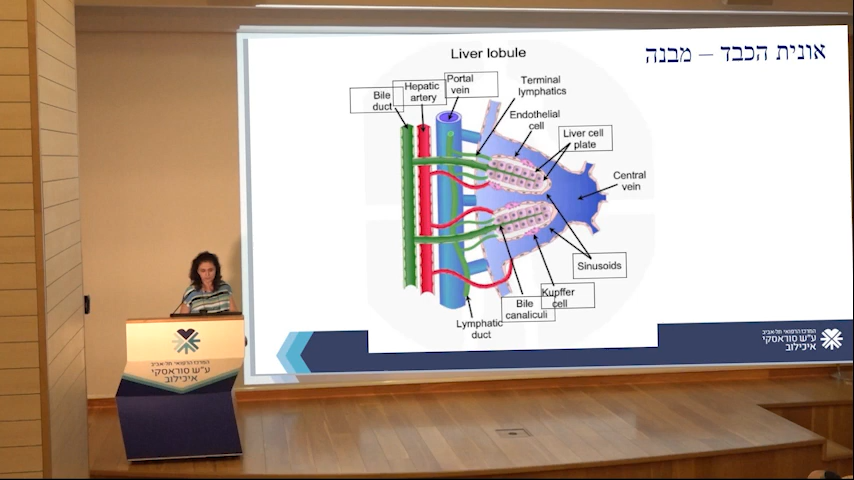 אונית הכבד – מבנה
Liver lobule
Bile
duct
Hepatic
artery
Portal
vein
Terminal
lymphatics
Endothelial
cell
Liver cell
plate
Central
vein
Sinusoids
Kupffer
cell
Bile
canaliculi
Lymphatic
duct
המרכז הרפואי תל-אביב
ע״ש סוראסקי
איכילוב
המרכז הרפואי תל-אביב
ע״ש סוראסקי
איכילוב